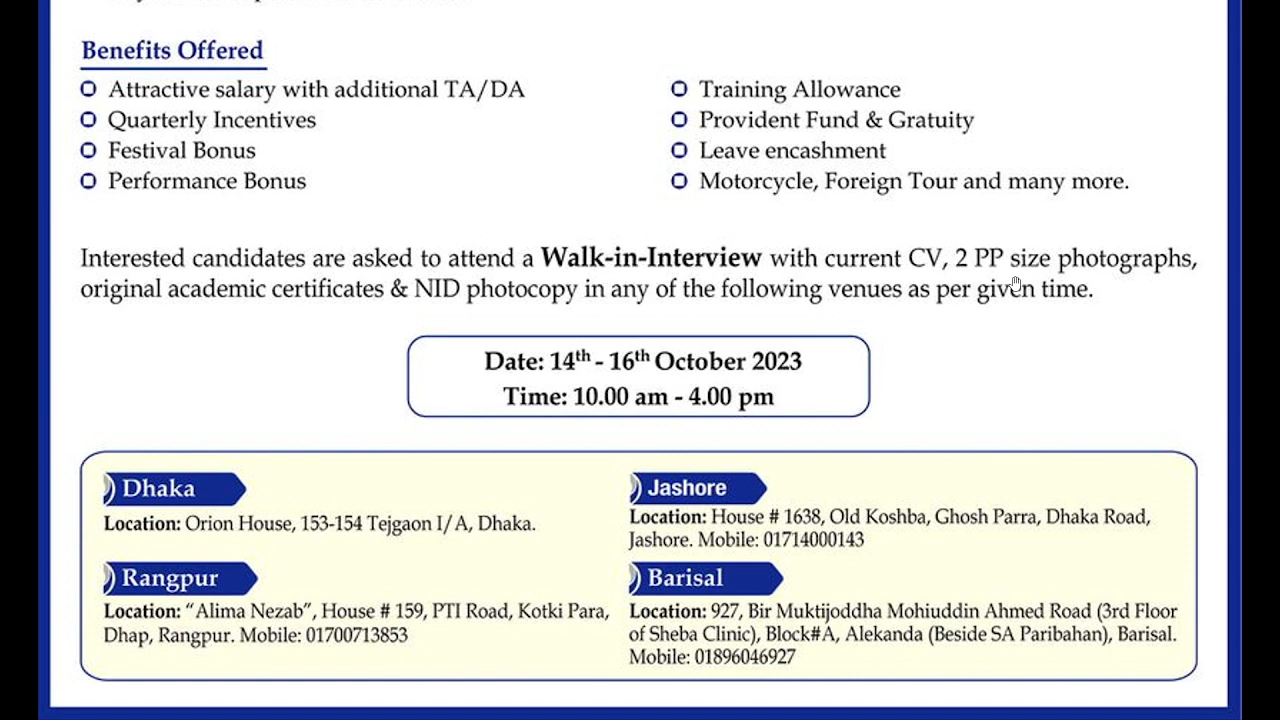 Benefits Offered
Attractive salary with additional TA/DA
Quarterly Incentives
Festival Bonus
Performance Bonus
Training Allowance
Provident Fund & Gratuity
Leave encashment
Motorcycle, Foreign Tour and many more.
Interested candidates are asked to attend a Walk-in-Interview with current CV, 2 PP size photographs,
original academic certificates & NID photocopy in any of the following venues as per given time.
Date: 14th - 16th October 2023
Time: 10.00 am - 4.00 pm
Dhaka
Location: Orion House, 153-154 Tejgaon I/A, Dhaka.
Jashore
Location: House # 1638, Old Koshba, Ghosh Parra, Dhaka Road,
Jashore. Mobile: 01714000143
Rangpur
Location: “Alima Nezab”, House # 159, PTI Road, Kotki Para,
Dhap, Rangpur. Mobile: 01700713853
Barisal
Location: 927, Bir Muktijoddha Mohiuddin Ahmed Road (3rd Floor
of Sheba Clinic), Block#A, Alekanda (Beside SA Paribahan), Barisal.
Mobile: 01896046927